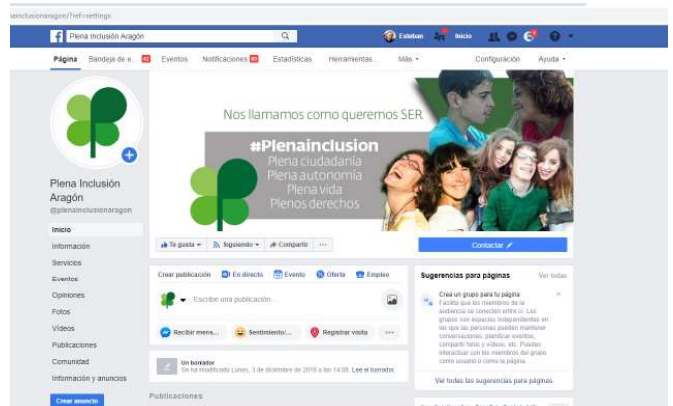 plenainclusionaragon/?ref=settings
Plena Inclusión Aragón
Esteban
Inicio
Página Bandeja de e... Eventos Notificaciones Estadísticas Herramientas... Más Configuración Ayuda
Nos llamamos como queremos SER
#Plenainclusion
Plena ciudadanía
Plena autonomía
Plena vida
Plenos derechos
Plena Inclusión
Aragón
@plenainclusionaragon
Inicio
Información
Servicios
Eventos
Opiniones
Fotos
Vídeos
Publicaciones
Comunidad
Información y anuncios
Crear anuncio
Te gusta Siguiendo Compartir ...
Contactar
Crear publicación En directo Evento Oferta Empleo
Escribe una publicación...
Recibir mens... Sentimiento/... Registrar visita ...
Un borrador
Se ha modificado Lunes, 3 de diciembre de 2018 a las 14:08. Lee el borrador.
Publicaciones
Sugerencias para páginas Ver todas
Crea un grupo para tu página
Facilita que los miembros de la
audiencia se conecten entre sí. Los
grupos son espacios independientes en
los que las personas pueden mantener
conversaciones, planificar eventos,
compartir fotos y vídeos, etc. Puedes
interactuar con los miembros del grupo
como usuario o como la página.
Ver todas las sugerencias para páginas